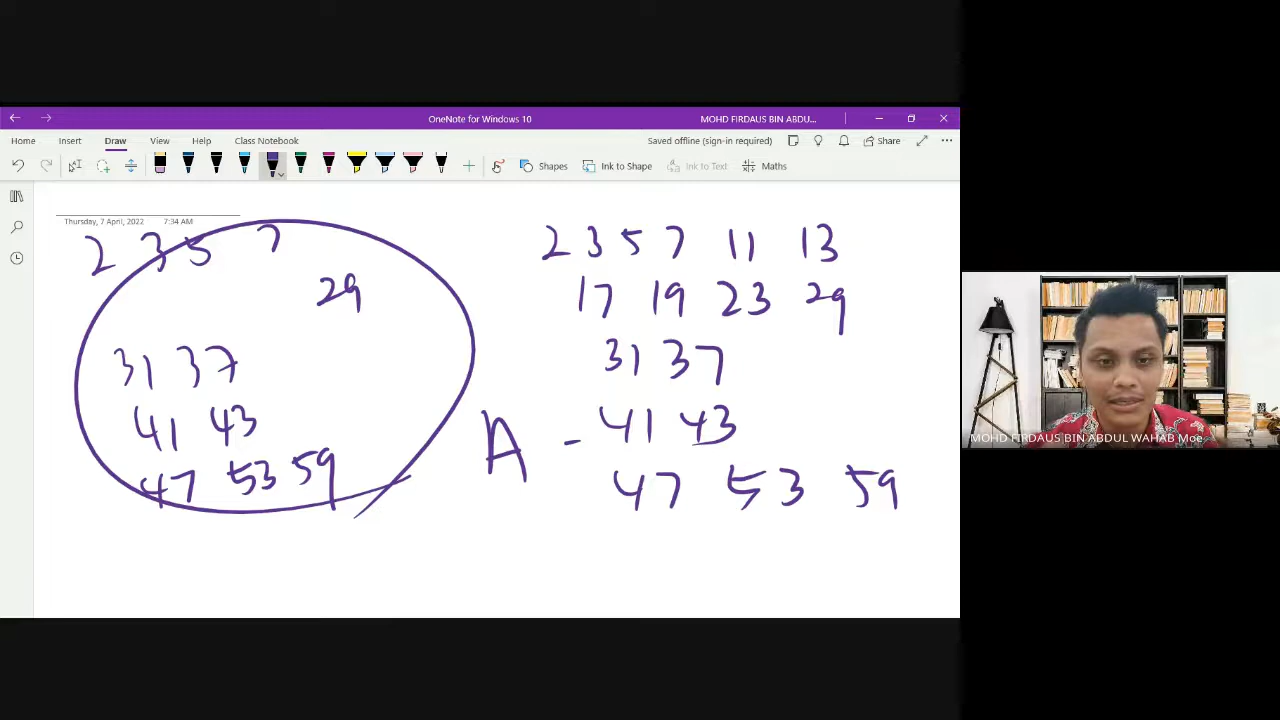 OneNote for Windows 10
MOHD FIRDAUS BIN ABDU...
Home Insert Draw View Help Class Notebook
Saved offline (sign-in required) Share
Shapes Ink to Shape Ink to Text Maths
Thursday, 7 April, 2022 7:34 AM
2 3 5 7
29
31 37
41 43
47 53 59
2 3 5 7 11 13
17 19 23 29
31 37
A - 41 43
47 53 59
MOHD FIRDAUS BIN ABDUL WAHAB Moe